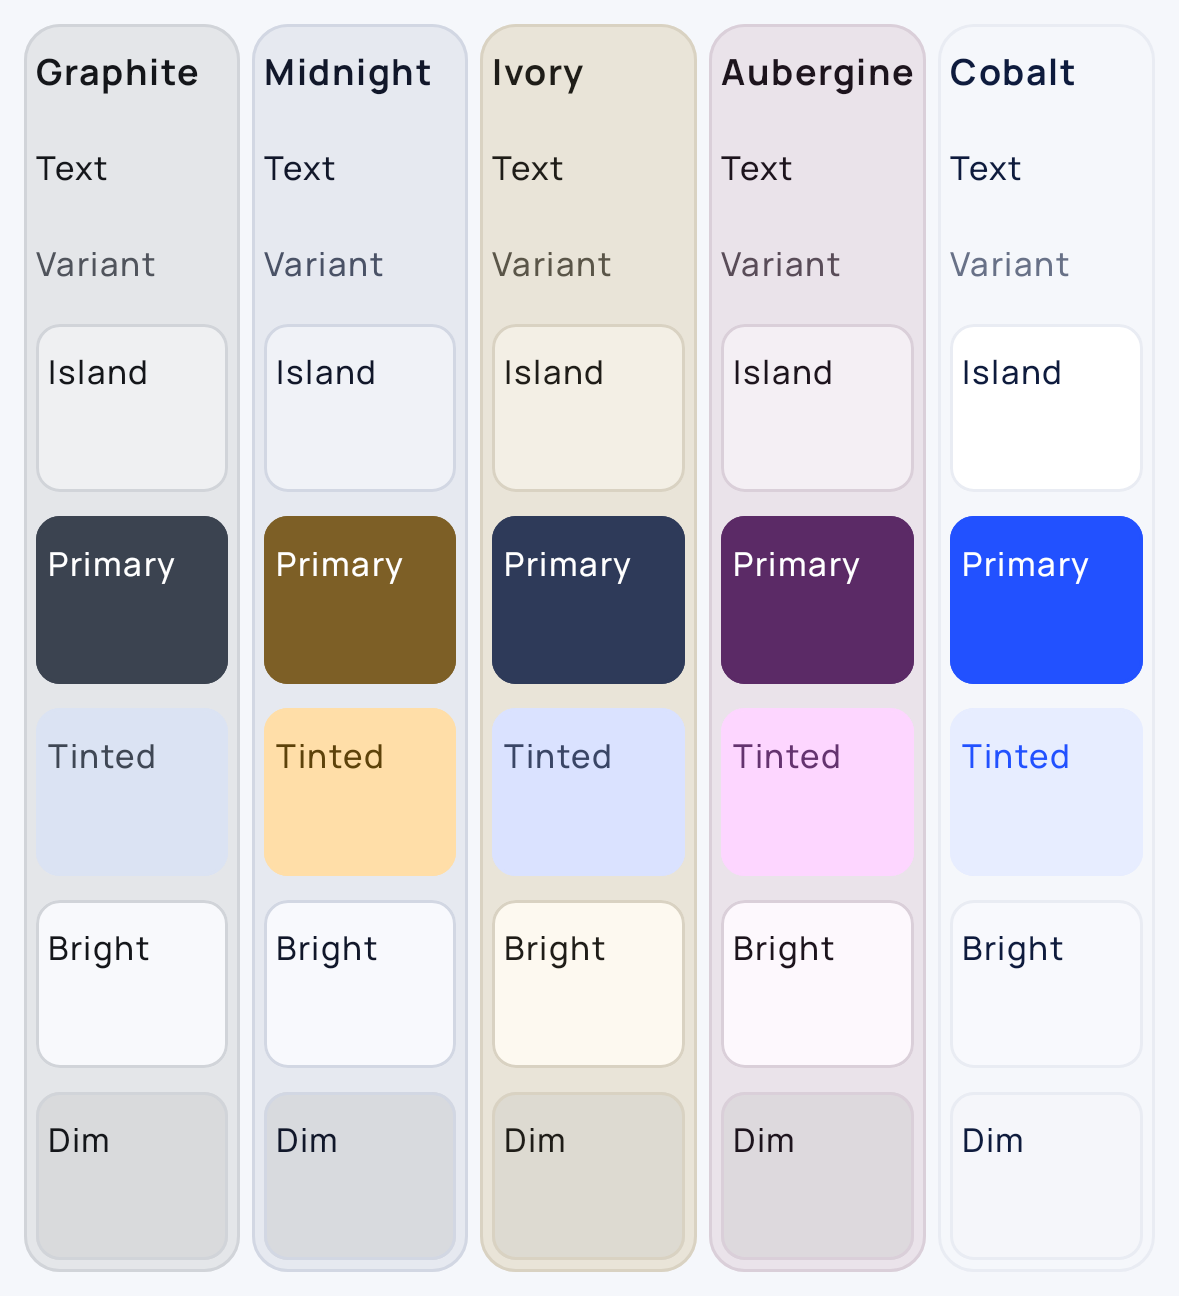 Graphite
Text
Variant
Island
Primary
Tinted
Bright
Dim
Midnight
Text
Variant
Island
Primary
Tinted
Bright
Dim
Ivory
Text
Variant
Island
Primary
Tinted
Bright
Dim
Aubergine
Text
Variant
Island
Primary
Tinted
Bright
Dim
Cobalt
Text
Variant
Island
Primary
Tinted
Bright
Dim